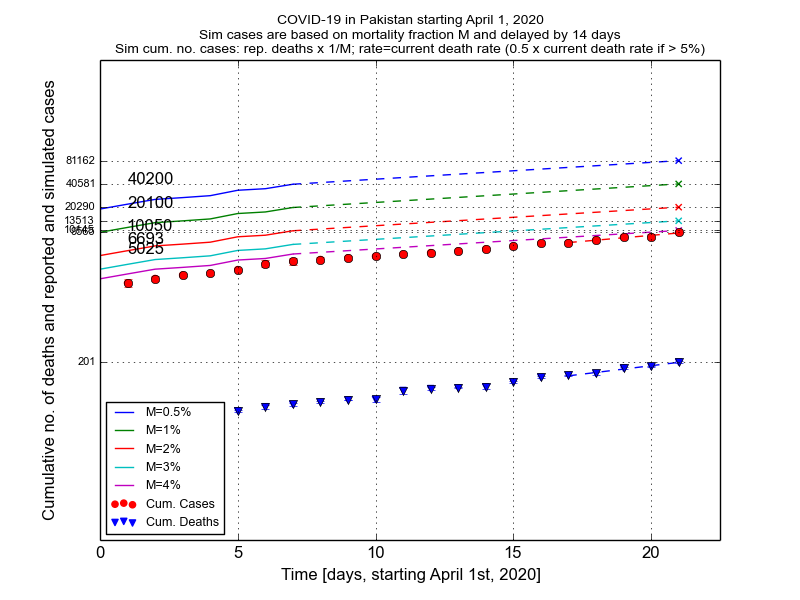 COVID-19 in Pakistan starting April 1, 2020
Sim cases are based on mortality fraction M and delayed by 14 days
Sim cum. no. cases: rep. deaths x 1/M; rate=current death rate (0.5 x current death rate if > 5%)
Cumulative no. of deaths and reported and simulated cases
81162
40581
20290
13513
201
40200
20100
10050
6693
5025
M=0.5%
M=1%
M=2%
M=3%
M=4%
Cum. Cases
Cum. Deaths
0 5 10 15 20
Time [days, starting April 1st, 2020]